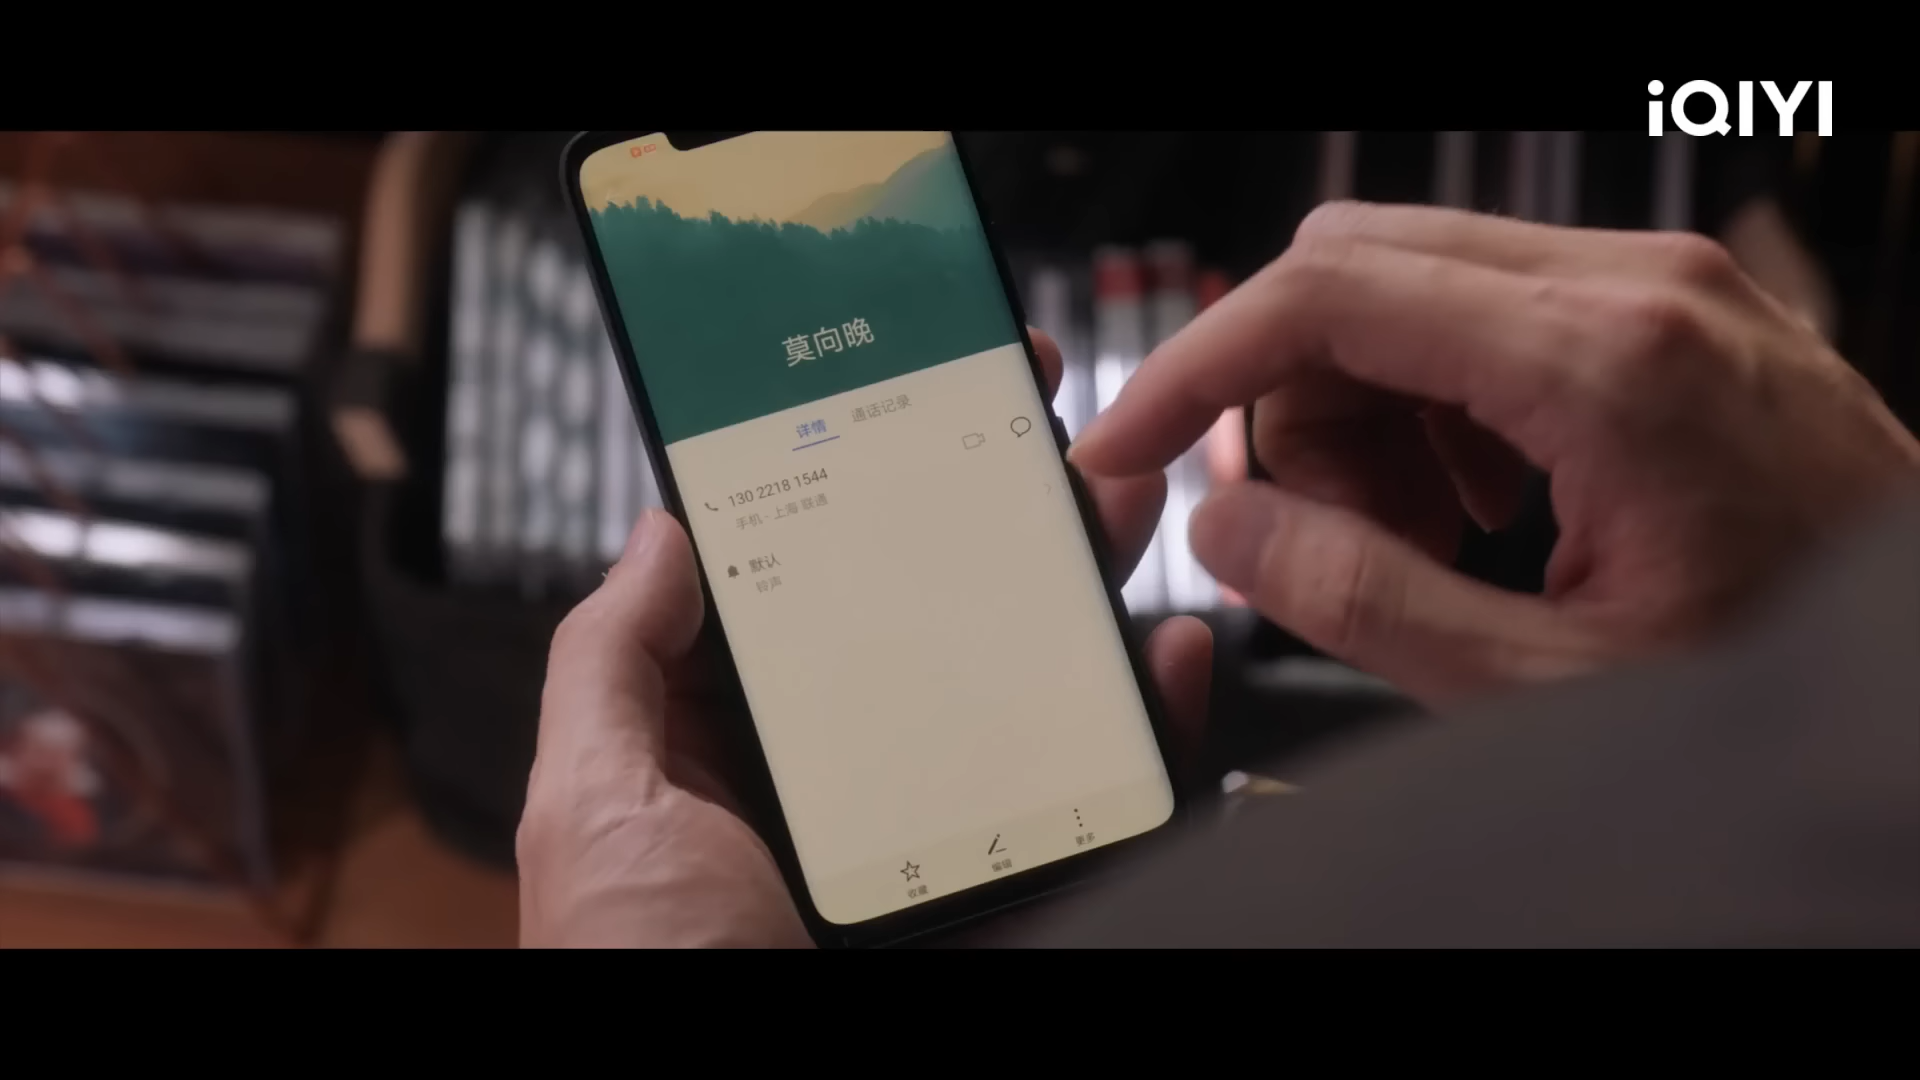 iQIYI
莫向晚
详情 通话记录
130 2218 1544
手机 - 上海 联通
默认
铃声
收藏 编辑 更多